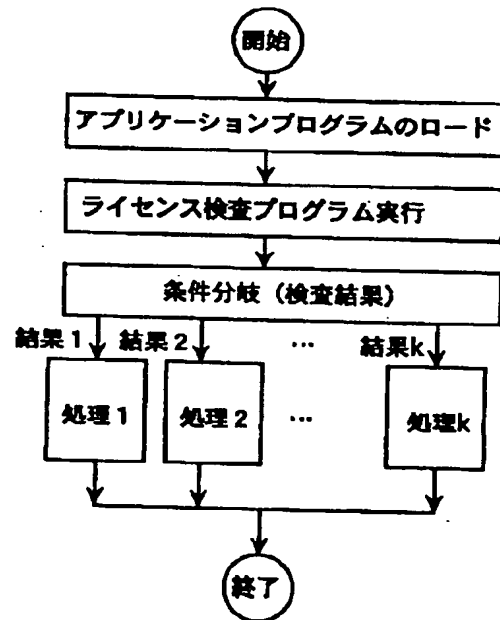 開始
アプリケーションプログラムのロード
ライセンス検査プログラム実行
条件分岐（検査結果）
結果1 結果2 … 結果k
処理1 処理2 … 処理k
終了